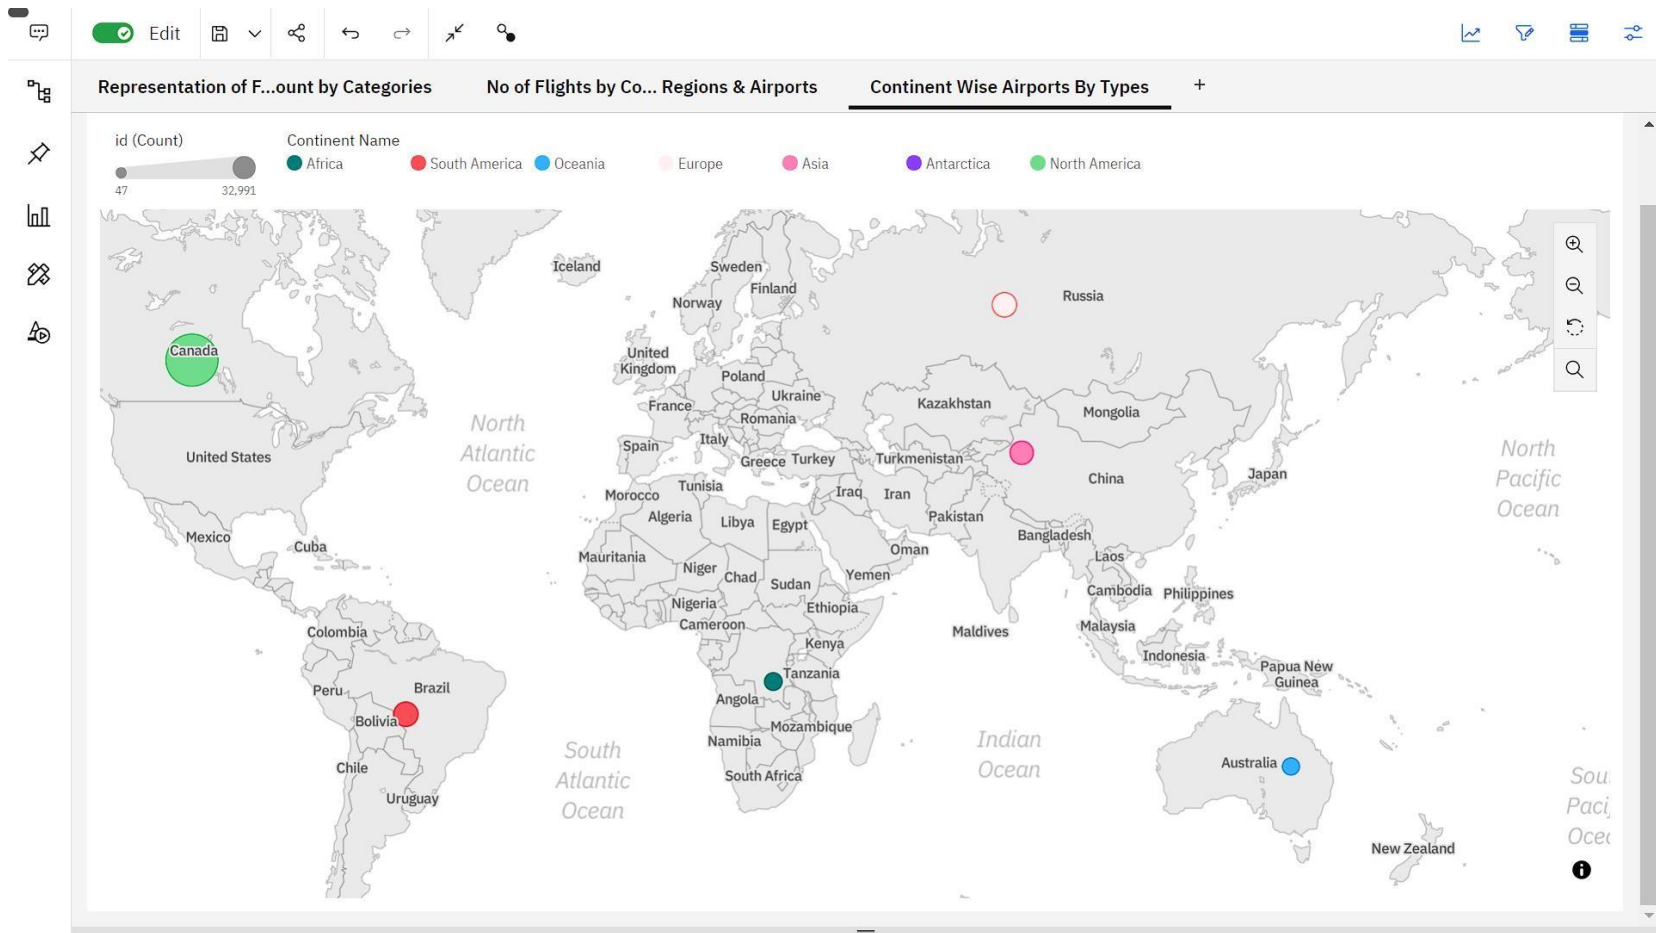 Edit
Representation of F...ount by Categories
No of Flights by Co... Regions & Airports
Continent Wise Airports By Types
+
id (Count)
47
32,991
Continent Name
Africa
South America
Oceania
Europe
Asia
Antarctica
North America
Iceland
Sweden
Finland
Norway
Russia
Canada
United
Kingdom
Poland
Ukraine
France
Romania
Kazakhstan
Mongolia
North
Atlantic
Ocean
Spain
Italy
Greece
Turkey
Turkmenistan
United States
China
Japan
North
Pacific
Ocean
Tunisia
Morocco
Iraq
Iran
Algeria
Libya
Egypt
Pakistan
Mexico
Cuba
Bangladesh
Mauritania
Oman
Laos
Niger
Chad
Sudan
Yemen
Cambodia
Philippines
Nigeria
Ethiopia
Cameroon
Colombia
Maldives
Malaysia
Kenya
Indonesia
Papua New
Guinea
Tanzania
Peru
Brazil
Angola
Bolivia
Mozambique
Namibia
Indian
Ocean
South
Atlantic
Ocean
Chile
South Africa
Australia
Uruguay
Sou
Paci
Oce
New Zealand